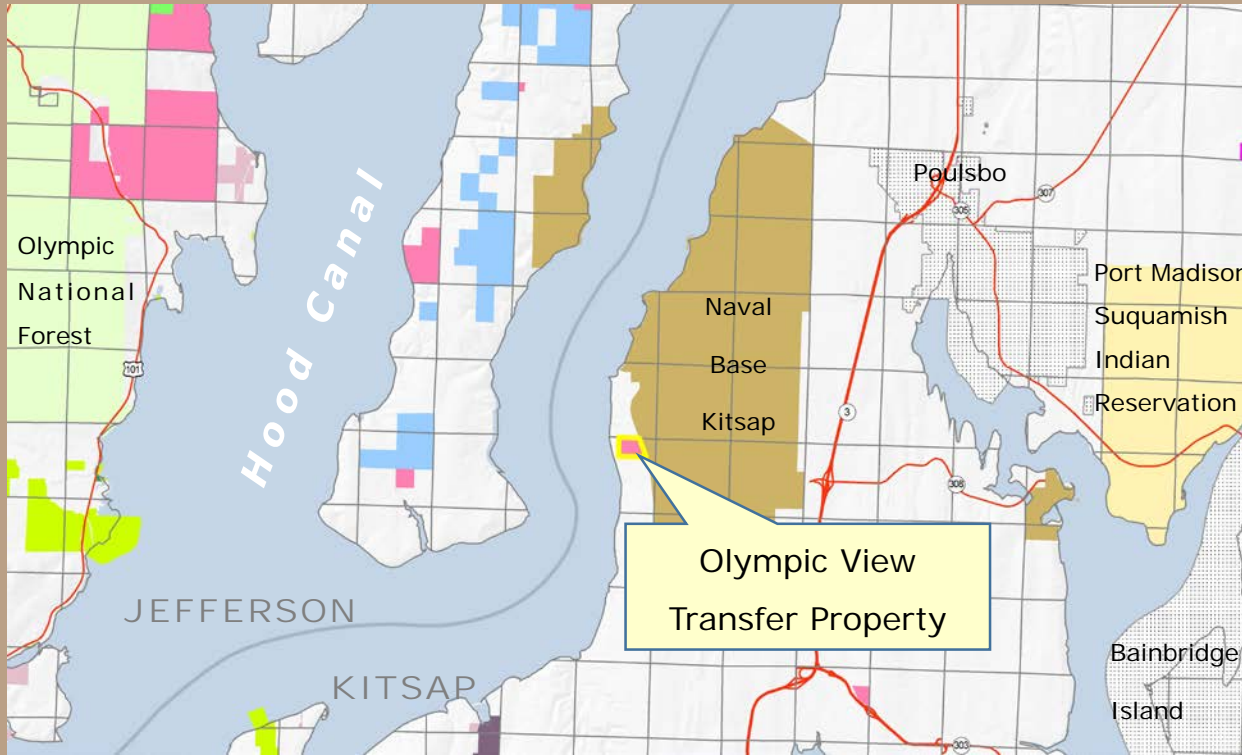 Poulsbo
307
305
Olympic
National
Forest
Hood Canal
Port Madison
Suquamish
Indian
Reservation
Naval
Base
Kitsap
101
3
308
Olympic View
Transfer Property
JEFFERSON
KITSAP
Bainbridge
Island
303